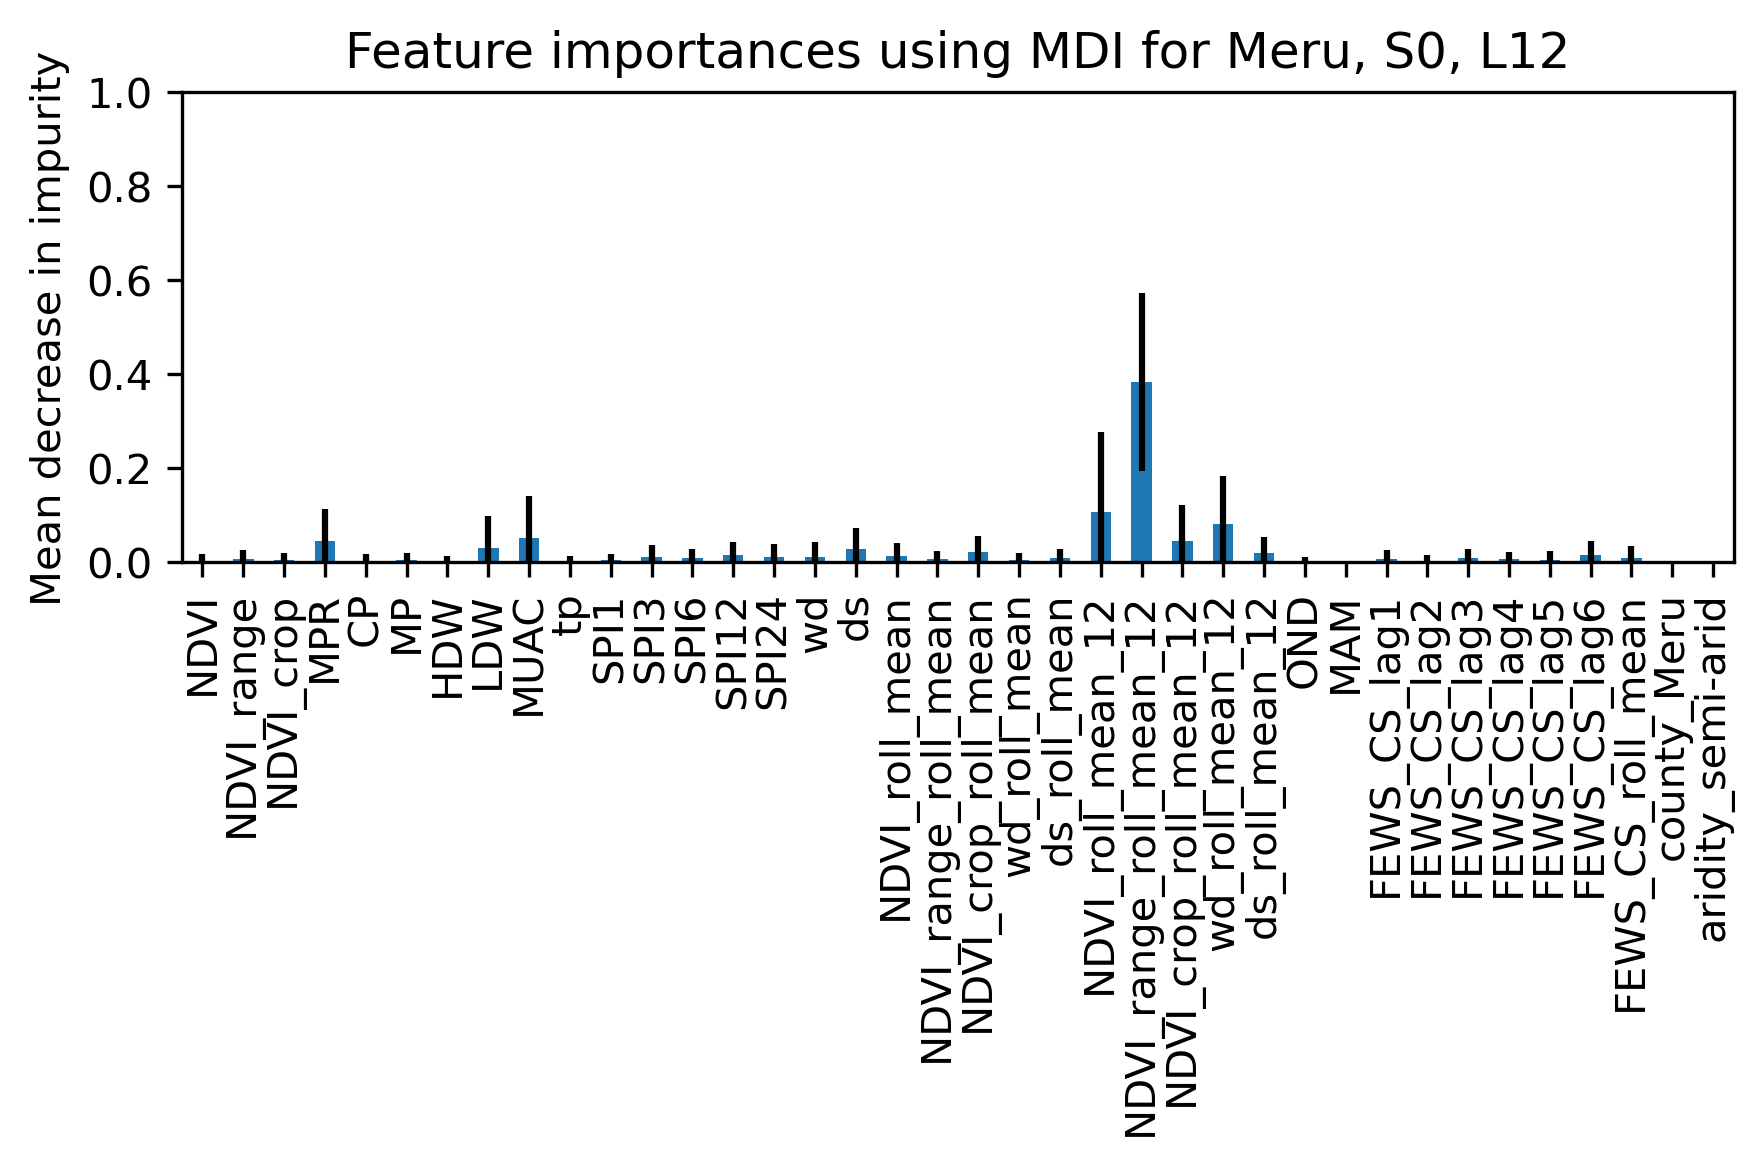 Feature importances using MDI for Meru, S0, L12
Mean decrease in impurity
1.0
0.8
0.6
0.4
0.2
0.0
NDVI
NDVI_range
NDVI_crop
MPR
CP
MP
HDW
LDW
MUAC
tp
SPI1
SPI3
SPI6
SPI12
SPI24
wd
ds
NDVI_roll_mean
NDVI_range_roll_mean
NDVI_crop_roll_mean
wd_roll_mean
ds_roll_mean
NDVI_roll_mean_12
NDVI_range_roll_mean_12
NDVI_crop_roll_mean_12
wd_roll_mean_12
ds_roll_mean_12
OND
MAM
FEWS_CS_lag1
FEWS_CS_lag2
FEWS_CS_lag3
FEWS_CS_lag4
FEWS_CS_lag5
FEWS_CS_lag6
FEWS_CS_roll_mean
county_Meru
aridity_semi-arid